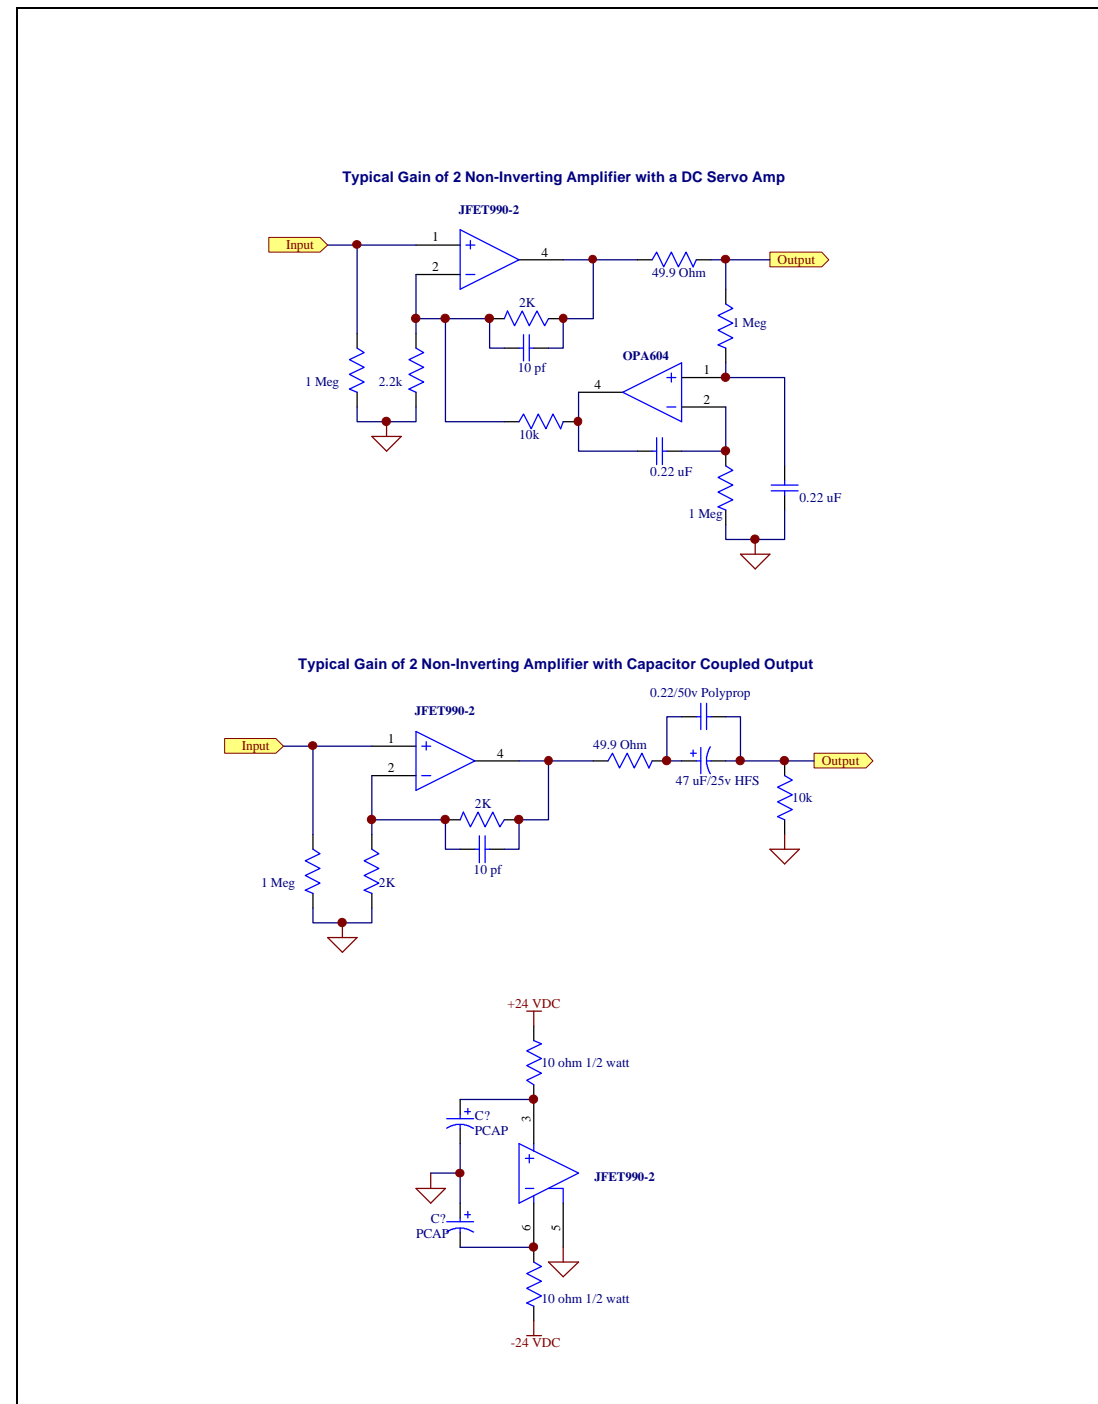 Typical Gain of 2 Non-Inverting Amplifier with a DC Servo Amp
JFET990-2
Input
1
+
4
Output
2
−
49.9 Ohm
2K
1 Meg
10 pf
OPA604
1 Meg
2.2k
4
+
1
−
2
10k
0.22 uF
0.22 uF
1 Meg
Typical Gain of 2 Non-Inverting Amplifier with Capacitor Coupled Output
0.22/50v Polyprop
JFET990-2
Input
1
+
4
49.9 Ohm
+
Output
2
−
47 uF/25v HFS
2K
10k
10 pf
1 Meg
2K
+24 VDC
10 ohm 1/2 watt
+
C?
PCAP
3
+
−
JFET990-2
+
C?
PCAP
6
5
10 ohm 1/2 watt
-24 VDC